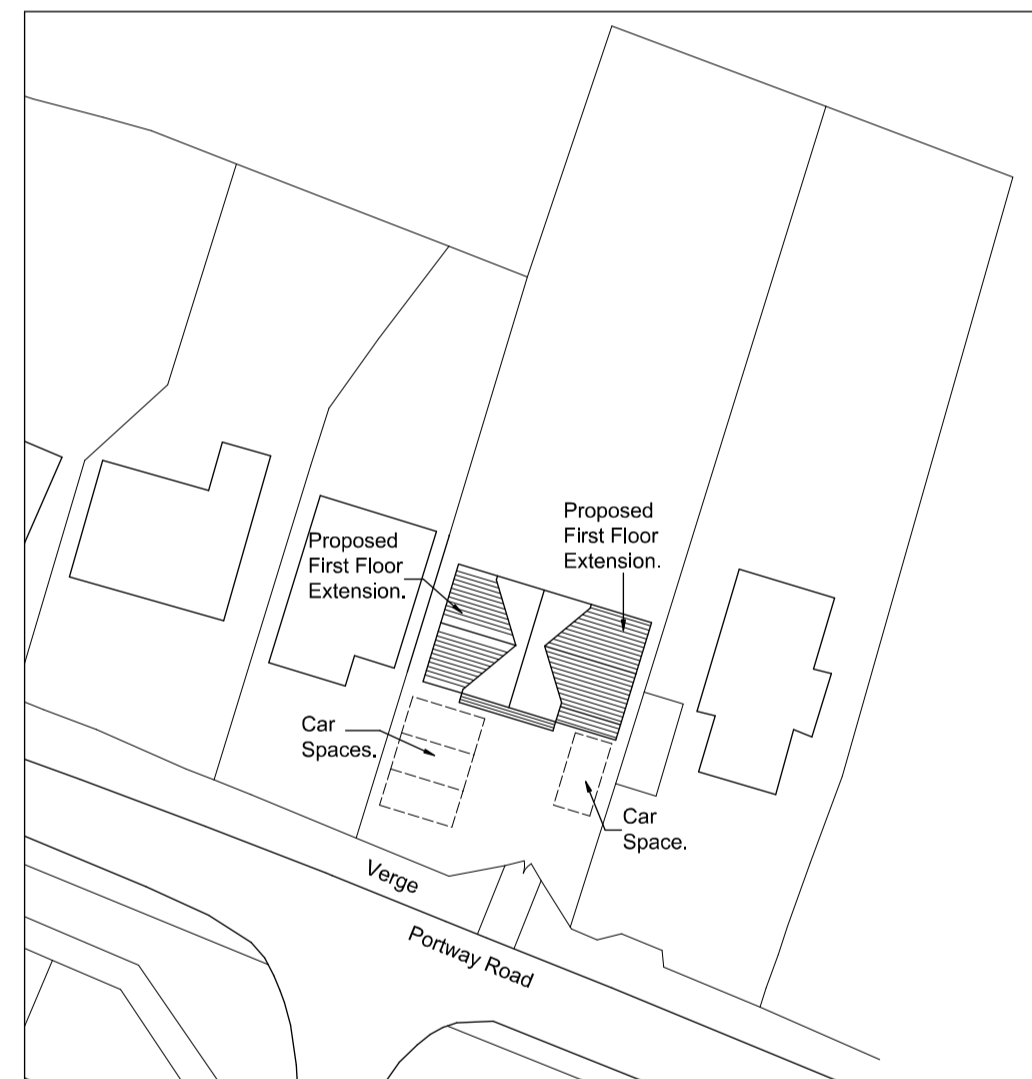 Proposed
First Floor
Extension.
Proposed
First Floor
Extension.
Car
Spaces.
Car
Space.
Verge
Portway Road